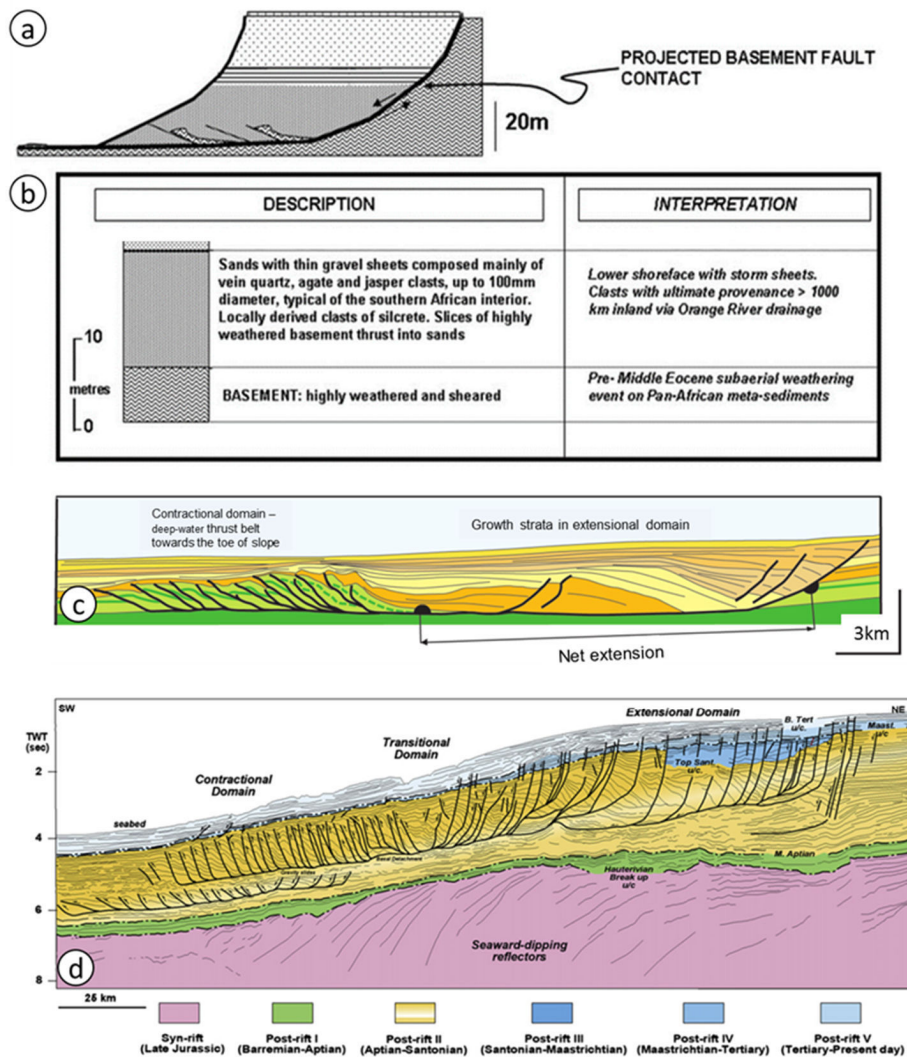 a
PROJECTED BASEMENT FAULT
CONTACT
20m
b
DESCRIPTION
INTERPRETATION
Sands with thin gravel sheets composed mainly of
vein quartz, agate and jasper clasts, up to 100mm
diameter, typical of the southern African interior.
Locally derived clasts of silcrete. Slices of highly
weathered basement thrust into sands
Lower shoreface with storm sheets.
Clasts with ultimate provenance > 1000
km inland via Orange River drainage
10
metres
0
BASEMENT: highly weathered and sheared
Pre- Middle Eocene subaerial weathering
event on Pan-African meta-sediments
Contractional domain –
deep-water thrust belt
towards the toe of slope
Growth strata in extensional domain
c
3km
Net extension
SW
NE
TWT
(sec)
Extensional Domain
B. Tert
u/c.
Maast.
u/c
Transitional
Domain
2
Top Sant.
u/c.
Contractional
Domain
seabed
4
Basal Detachment
M. Aptian
Gravity slides
Hauterivian
Break up
u/c
6
Seaward-dipping
reflectors
d
8
25 km
Syn-rift
(Late Jurassic)
Post-rift I
(Barremian-Aptian)
Post-rift II
(Aptian-Santonian)
Post-rift III
(Santonian-Maastrichtian)
Post-rift IV
(Maastrichtian-Tertiary)
Post-rift V
(Tertiary-Present day)